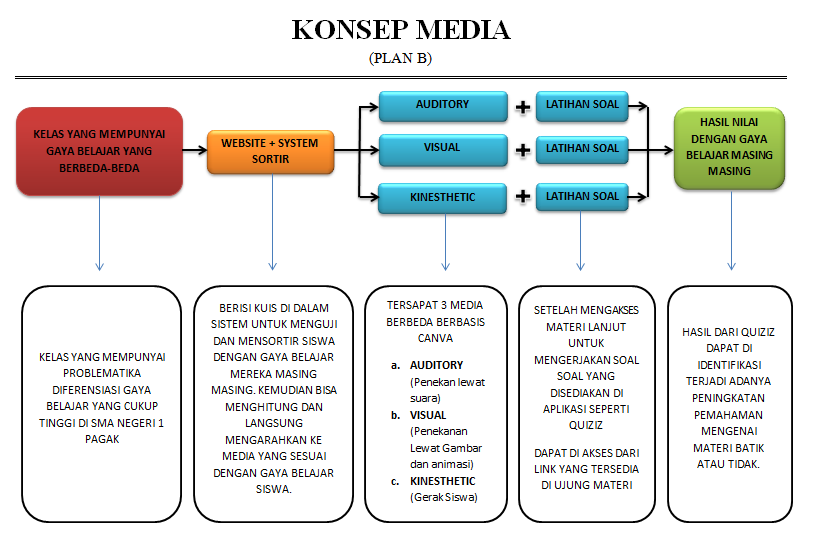 KONSEP MEDIA
(PLAN B)
KELAS YANG MEMPUNYAI
GAYA BELAJAR YANG
BERBEDA-BEDA
WEBSITE + SYSTEM
SORTIR
AUDITORY
+
LATIHAN SOAL
VISUAL
+
LATIHAN SOAL
KINESTHETIC
+
LATIHAN SOAL
HASIL NILAI
DENGAN GAYA
BELAJAR MASING
MASING
KELAS YANG MEMPUNYAI
PROBLEMATIKA
DIFERENSIASI GAYA
BELAJAR YANG CUKUP
TINGGI DI SMA NEGERI 1
PAGAK
BERISI KUIS DI DALAM
SISTEM UNTUK MENGUJI
DAN MENSORTIR SISWA
DENGAN GAYA BELAJAR
MEREKA MASING
MASING. KEMUDIAN BISA
MENGHITUNG DAN
LANGSUNG
MENGARAHKAN KE
MEDIA YANG SESUAI
DENGAN GAYA BELAJAR
SISWA.
TERSAPAT 3 MEDIA
BERBEDA BERBASIS
CANVA
a. AUDITORY
(Penekan lewat
suara)
b. VISUAL
(Penekanan
Lewat Gambar
dan animasi)
c. KINESTHETIC
(Gerak Siswa)
SETELAH MENGAKSES
MATERI LANJUT
UNTUK
MENGERJAKAN SOAL
SOAL YANG
DISEDIAKAN DI
APLIKASI SEPERTI
QUIZIZ
DAPAT DI AKSES DARI
LINK YANG TERSEDIA
DI UJUNG MATERI
HASIL DARI QUIZIZ
DAPAT DI
IDENTIFIKASI
TERJADI ADANYA
PENINGKATAN
PEMAHAMAN
MENGENAI
MATERI BATIK
ATAU TIDAK.